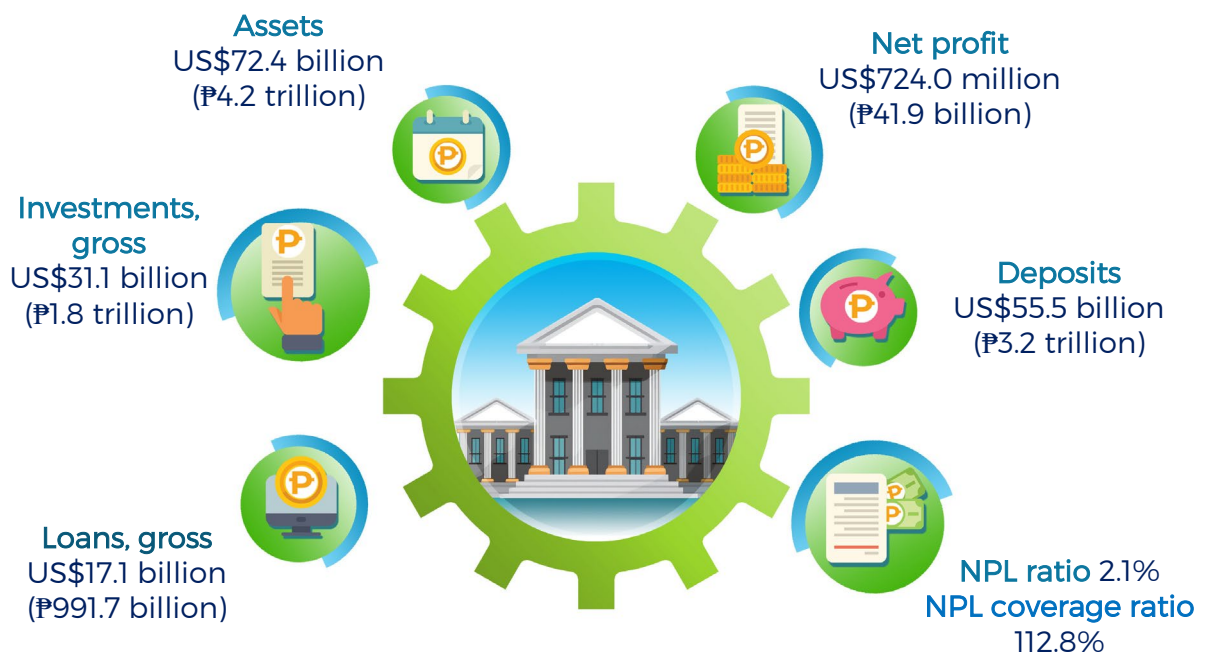 Assets
US$72.4 billion
(₱4.2 trillion)
Net profit
US$724.0 million
(₱41.9 billion)
Investments,
gross
US$31.1 billion
(₱1.8 trillion)
Deposits
US$55.5 billion
(₱3.2 trillion)
Loans, gross
US$17.1 billion
(₱991.7 billion)
NPL ratio 2.1%
NPL coverage ratio
112.8%